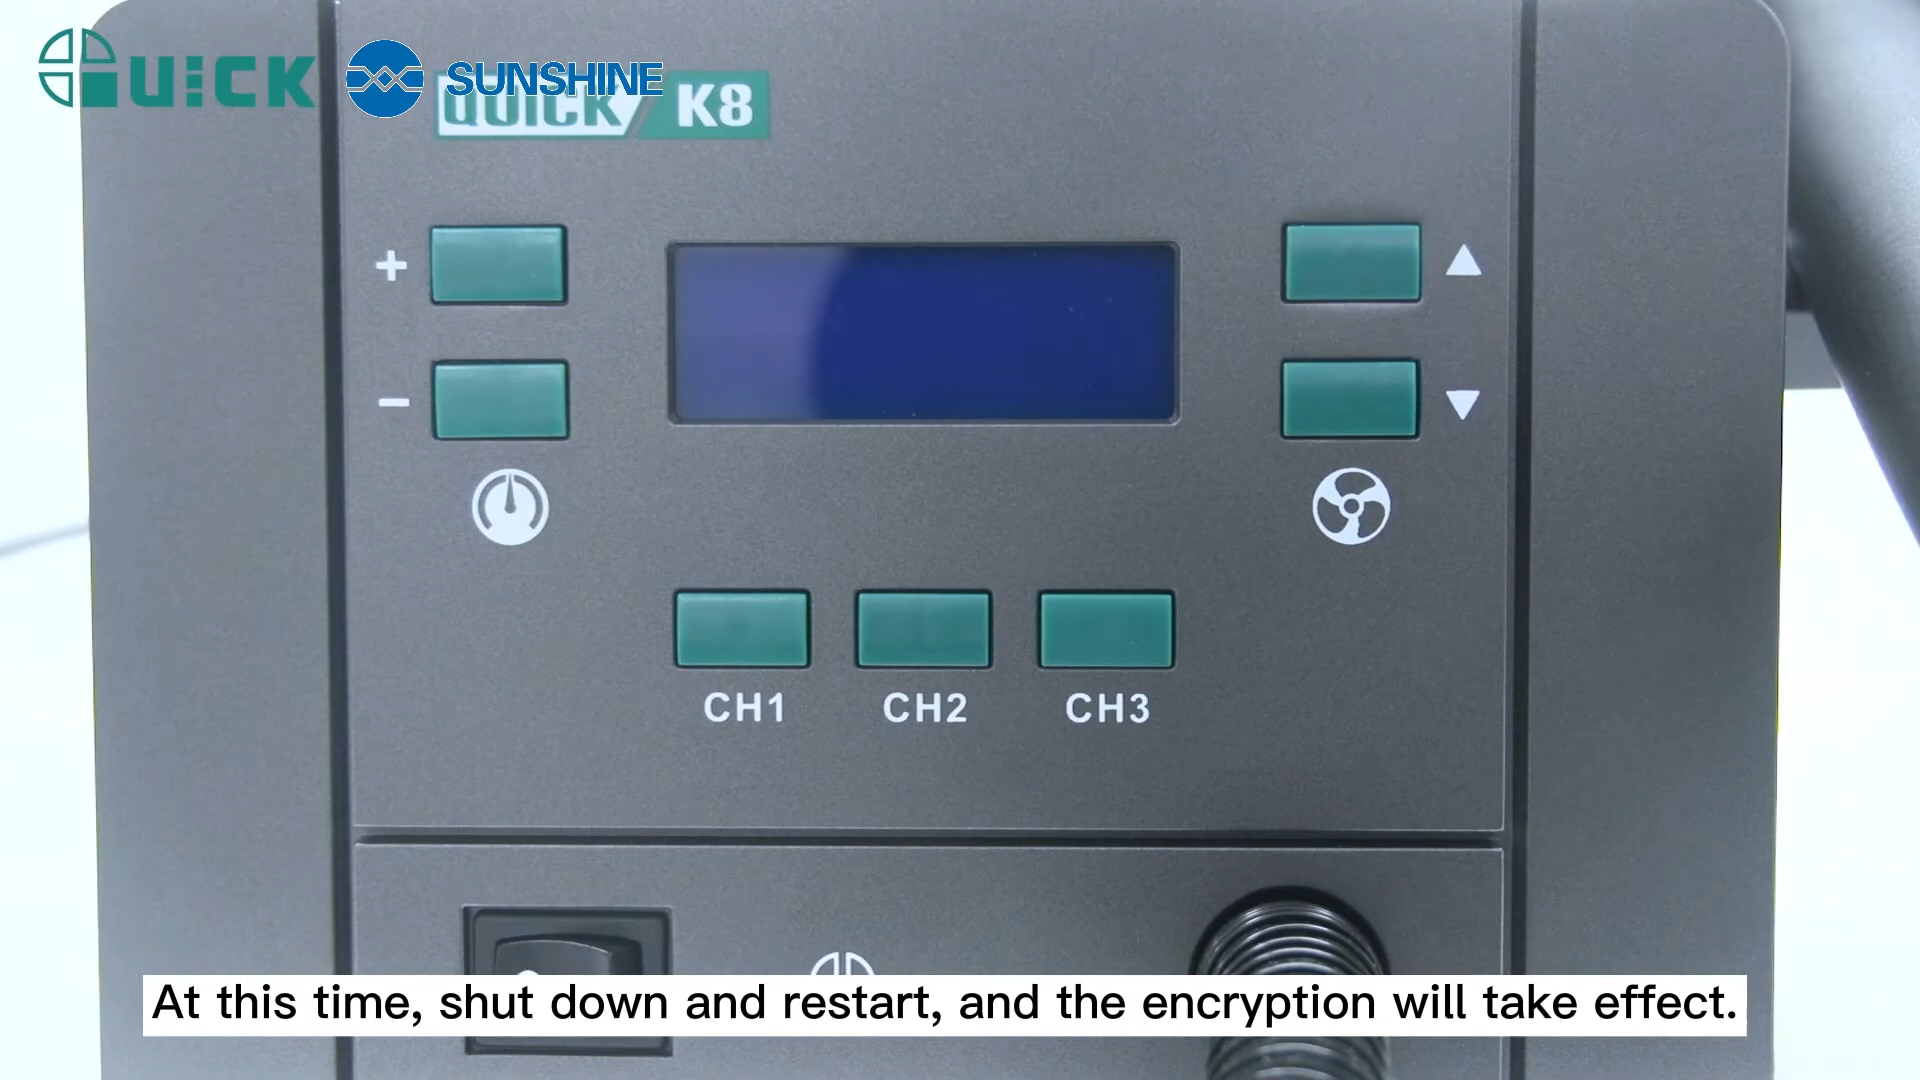 QUICK
SUNSHINE
QUICK K8
+
-
CH1 CH2 CH3
At this time, shut down and restart, and the encryption will take effect.